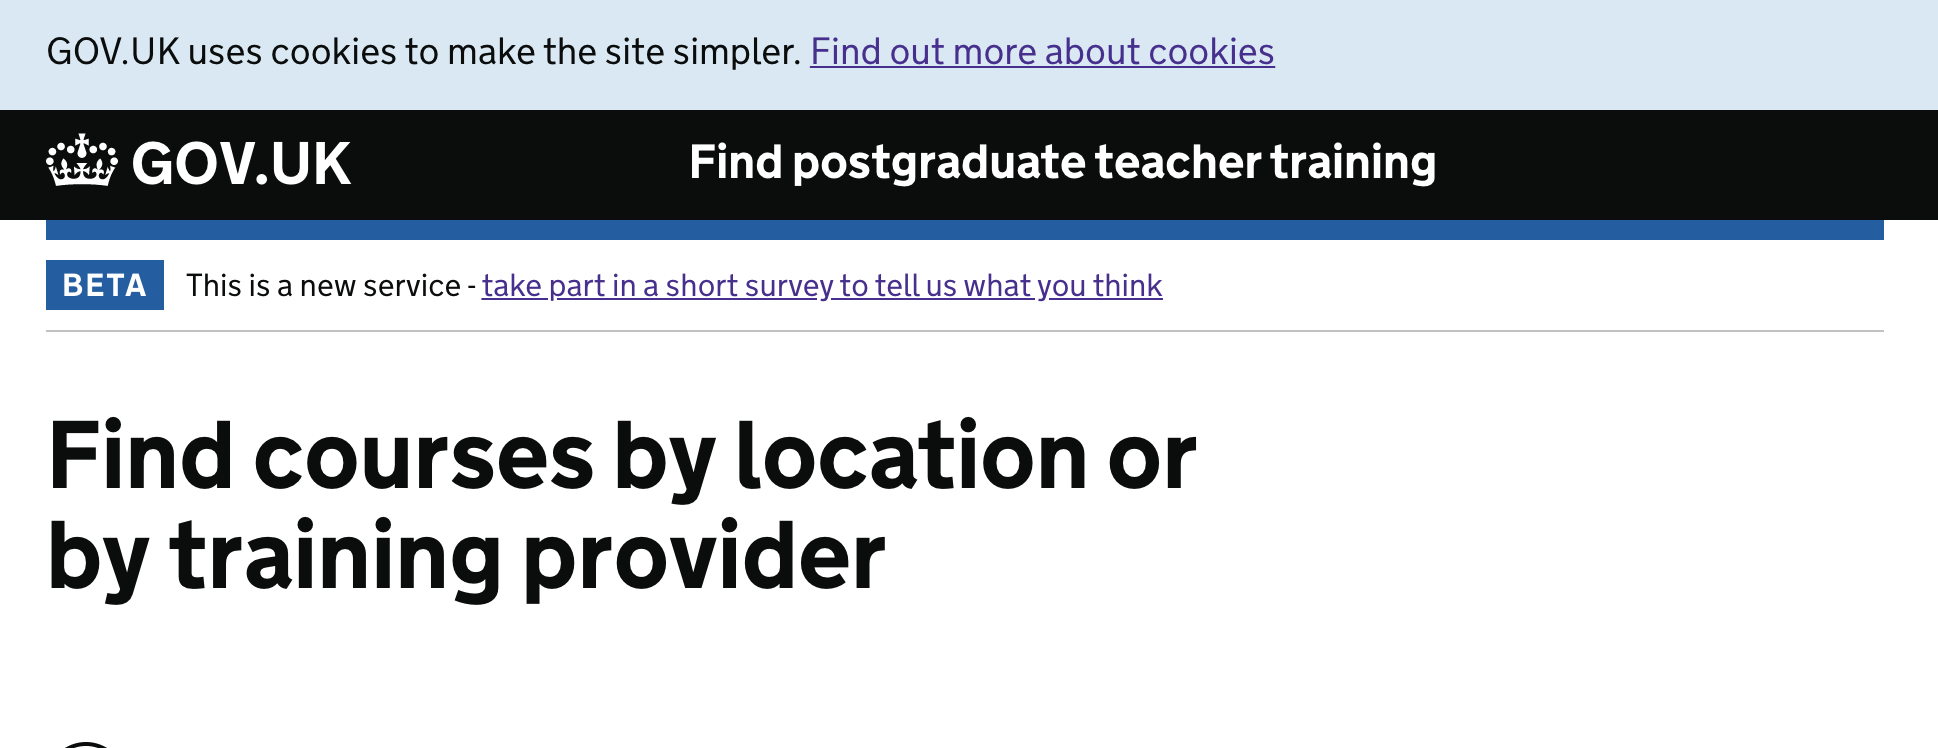 GOV.UK uses cookies to make the site simpler. Find out more about cookies
GOV.UK Find postgraduate teacher training
BETA This is a new service - take part in a short survey to tell us what you think
Find courses by location or
by training provider